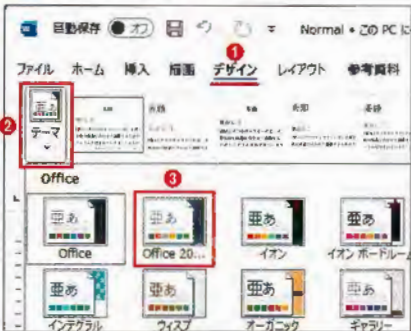 自動保存 オフ Normal • この PC に
❶
ファイル ホーム 挿入 描画 デザイン レイアウト 参考資料
❷
亜あ
テーマ
❸
Office
亜あ 亜あ 亜あ 亜あ
Office Office 20... イオン イオン ボードルーム
亜あ 亜あ 亜あ 亜あ
インテグラル ウィスプ オーガニック ギャラリー